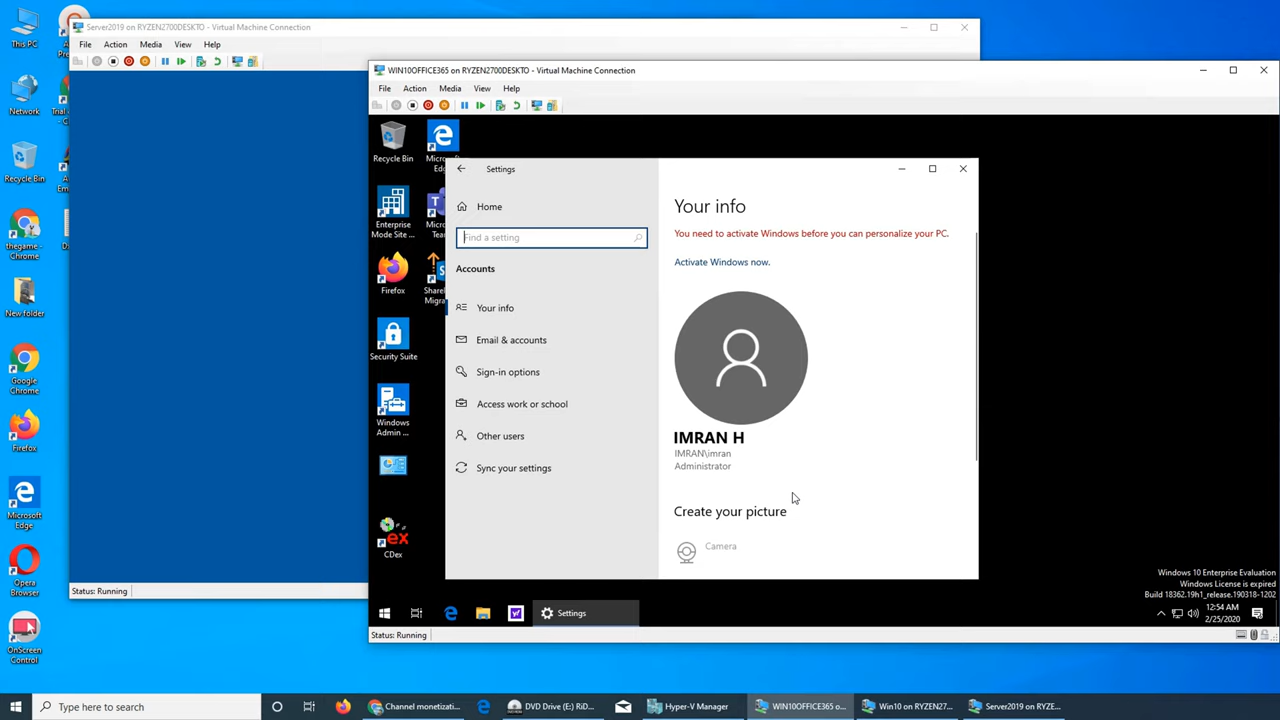 This PC
Network
Recycle Bin
thegame - Chrome
New folder
Google Chrome
Firefox
Microsoft Edge
Opera Browser
OnScreen Control
Server2019 on RYZEN2700DESKTO - Virtual Machine Connection
File Action Media View Help
Status: Running
WIN10OFFICE365 on RYZEN2700DESKTO - Virtual Machine Connection
File Action Media View Help
Recycle Bin
Enterprise Mode Site ...
Firefox
Security Suite
Windows Admin ...
ex
CDex
Settings
Home
Find a setting
Accounts
Your info
Email & accounts
Sign-in options
Access work or school
Other users
Sync your settings
Your info
You need to activate Windows before you can personalize your PC.
Activate Windows now.
IMRAN H
IMRAN\imran
Administrator
Create your picture
Camera
Windows 10 Enterprise Evaluation
Windows License is expired
Build 18362.19h1_release.190318-1202
Settings
12:54 AM
2/25/2020
Status: Running
Type here to search
Channel monetizati...
DVD Drive (E:) RiD...
Hyper-V Manager
WIN10OFFICE365 o...
Win10 on RYZEN27...
Server2019 on RYZE...